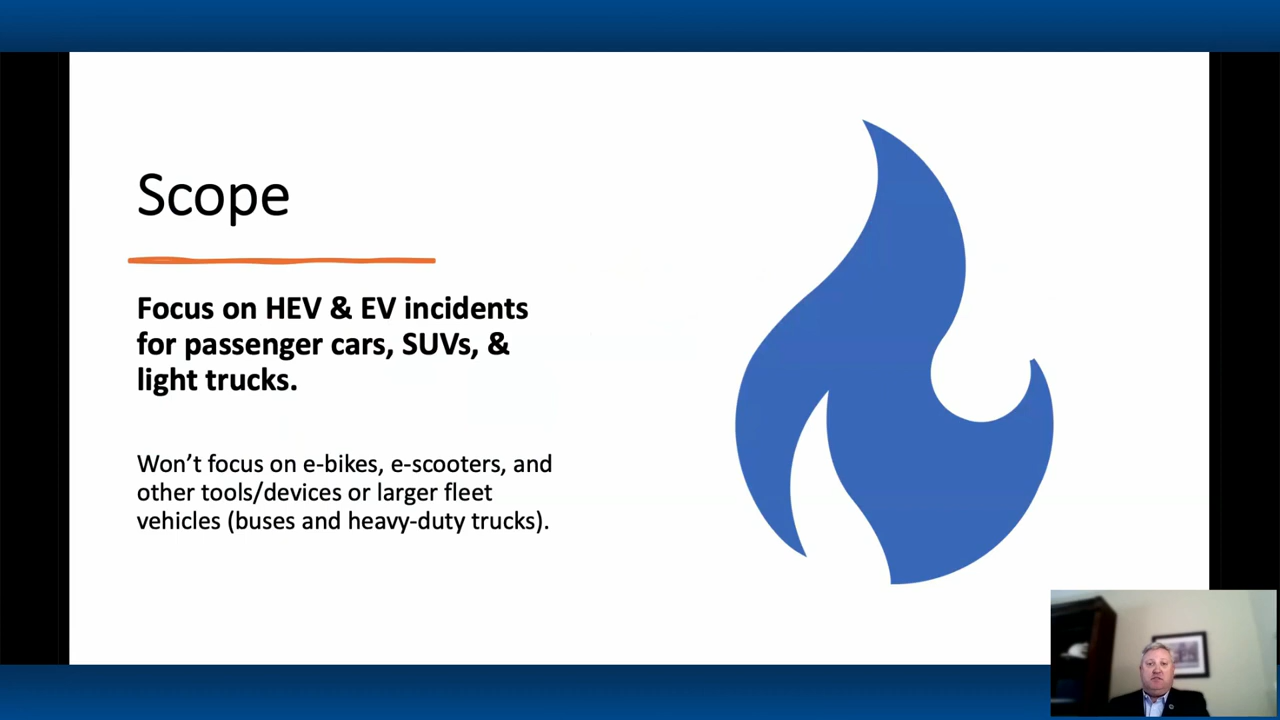 Scope
Focus on HEV & EV incidents
for passenger cars, SUVs, &
light trucks.
Won’t focus on e-bikes, e-scooters, and
other tools/devices or larger fleet
vehicles (buses and heavy-duty trucks).